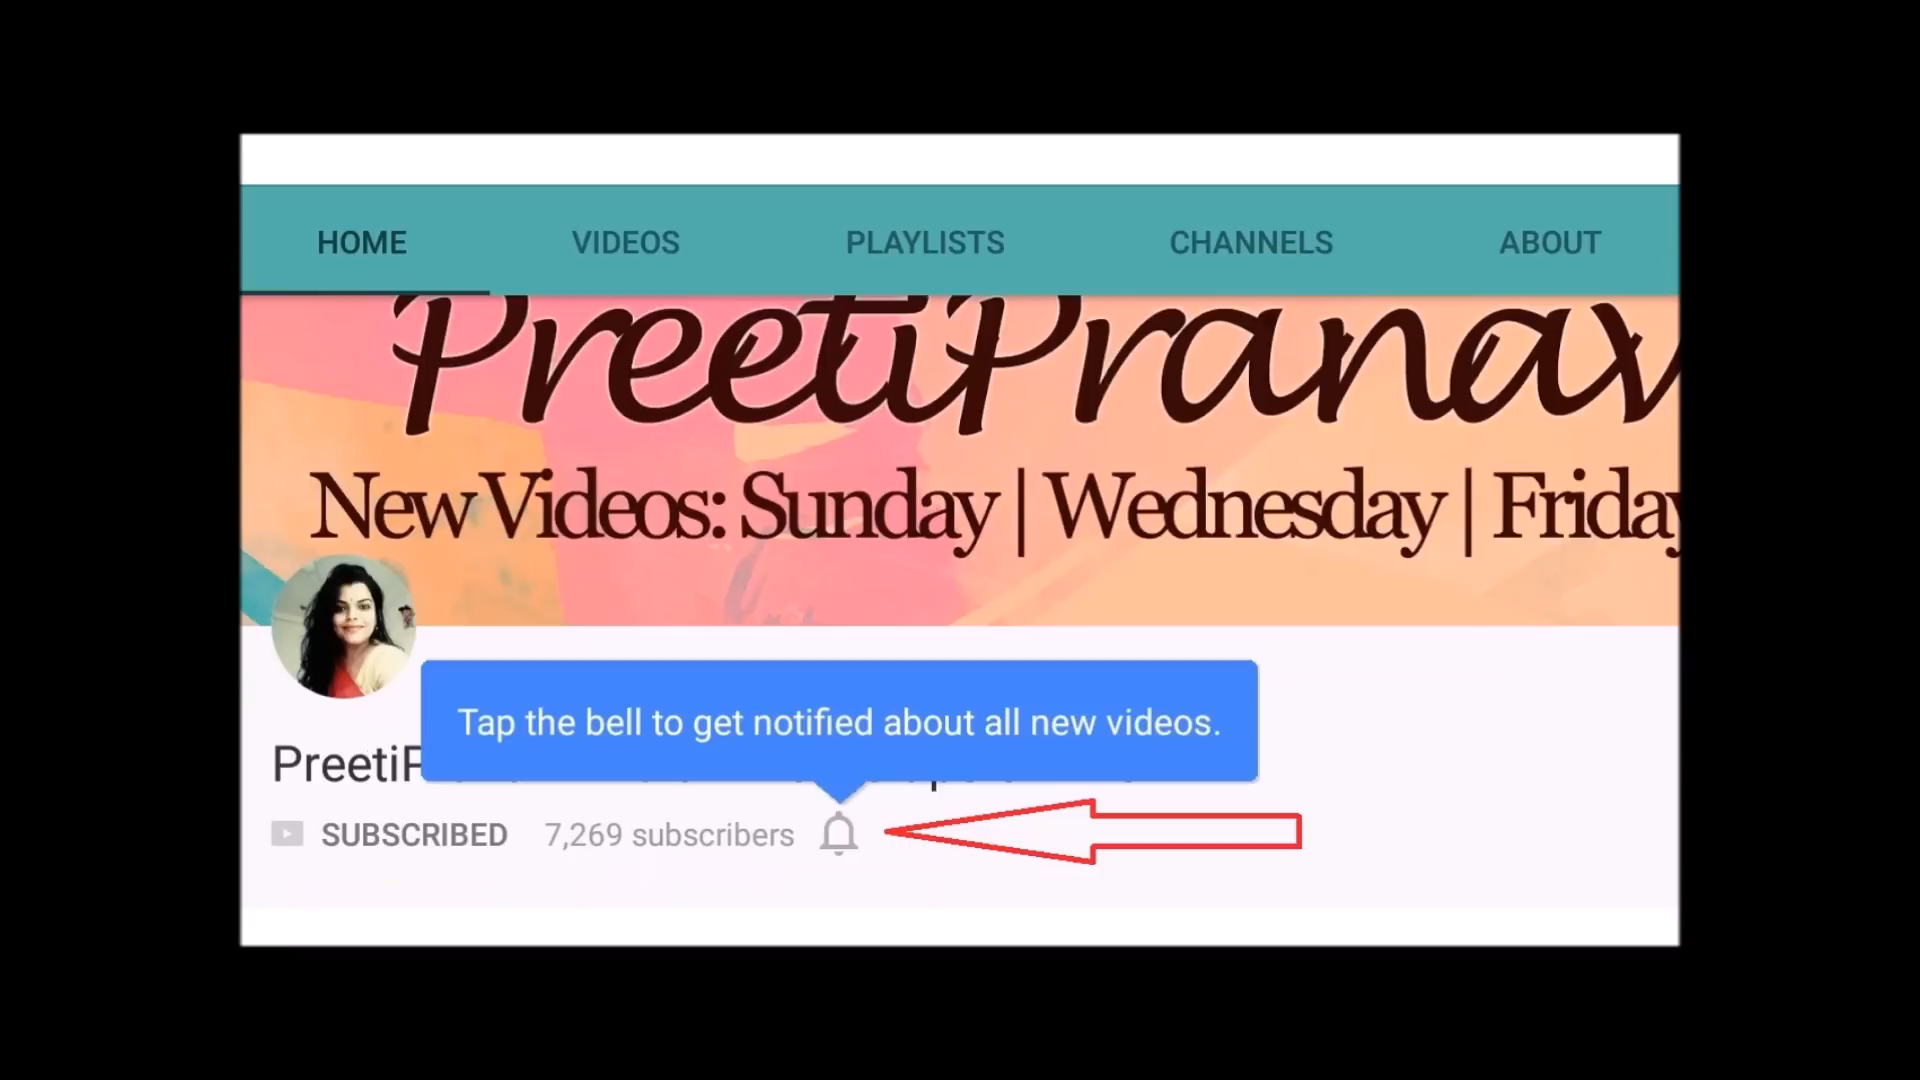 HOME VIDEOS PLAYLISTS CHANNELS ABOUT
PreetiPranav
New Videos: Sunday | Wednesday | Friday
Tap the bell to get notified about all new videos.
SUBSCRIBED 7,269 subscribers